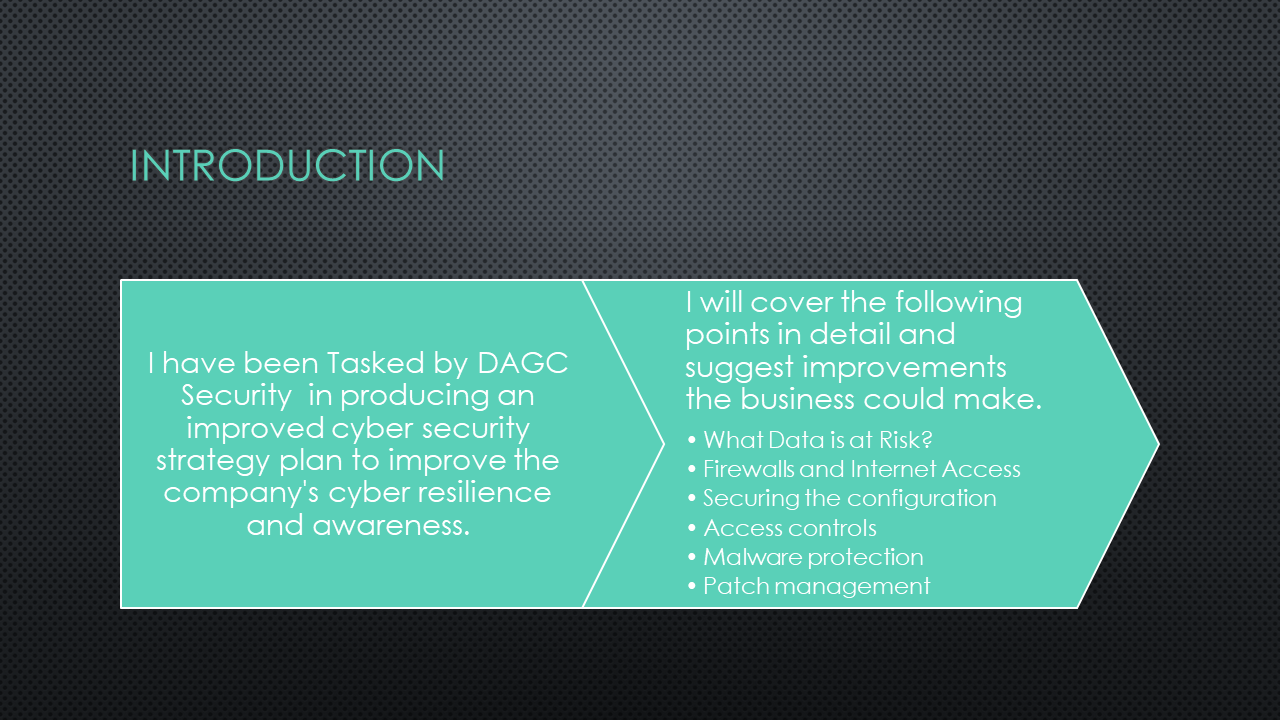 INTRODUCTION
I have been Tasked by DAGC
Security  in producing an
improved cyber security
strategy plan to improve the
company's cyber resilience
and awareness.
I will cover the following
points in detail and
suggest improvements
the business could make.
• What Data is at Risk?
• Firewalls and Internet Access
• Securing the configuration
• Access controls
• Malware protection
• Patch management